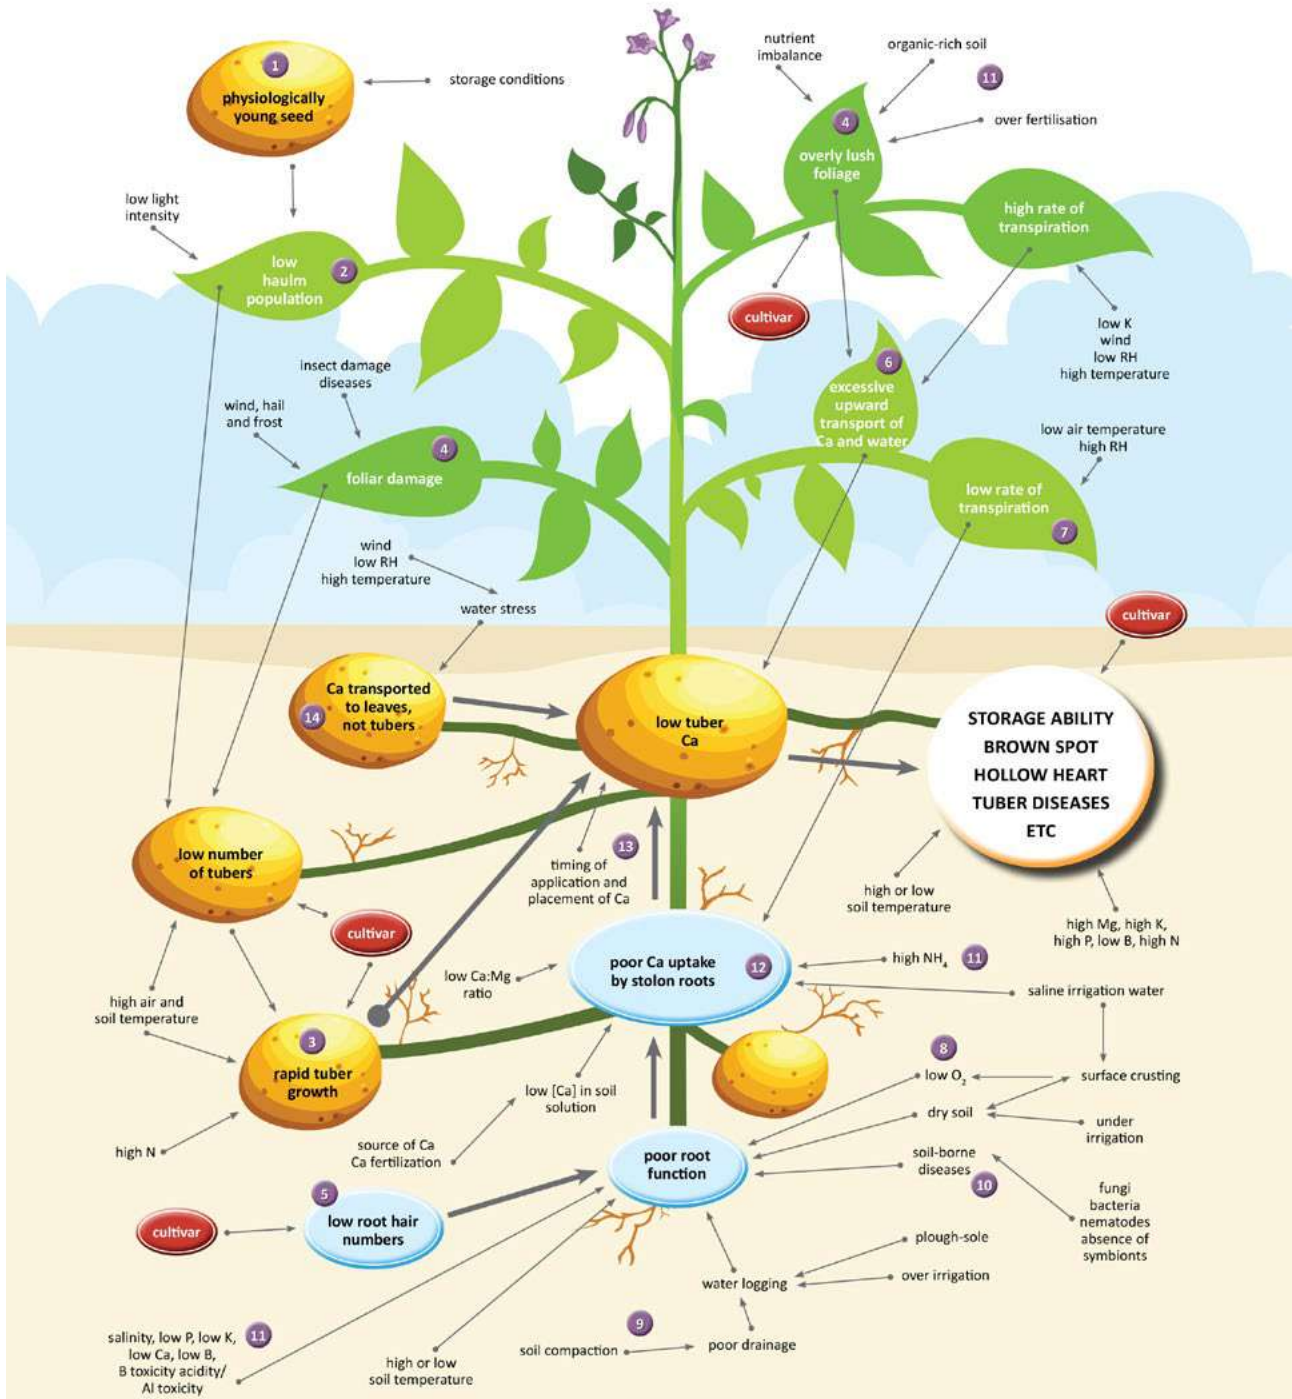 1
physiologically
young seed
storage conditions
nutrient
imbalance
organic-rich soil
11
over fertilisation
4
overly lush
foliage
low light
intensity
low
haulm
population
2
high rate of
transpiration
cultivar
low K
wind
low RH
high temperature
insect damage
diseases
wind, hail
and frost
4
foliar damage
6
excessive
upward
transport of
Ca and water
low air temperature
high RH
low rate of
transpiration
7
wind
low RH
high temperature
water stress
cultivar
Ca transported
to leaves,
not tubers
14
low tuber
Ca
STORAGE ABILITY
BROWN SPOT
HOLLOW HEART
TUBER DISEASES
ETC
low number
of tubers
13
timing of
application and
placement of Ca
high or low
soil temperature
high Mg, high K,
high P, low B, high N
cultivar
low Ca:Mg
ratio
poor Ca uptake
by stolon roots
12
high NH₄
11
saline irrigation water
high air and
soil temperature
3
rapid tuber
growth
8
low O₂
surface crusting
low [Ca] in soil
solution
dry soil
under
irrigation
high N
source of Ca
Ca fertilization
poor root
function
soil-borne
diseases
10
5
low root hair
numbers
cultivar
fungi
bacteria
nematodes
absence of
symbionts
plough-sole
water logging
over irrigation
9
soil compaction
poor drainage
salinity, low P, low K,
low Ca, low B,
B toxicity acidity/
Al toxicity
11
high or low
soil temperature